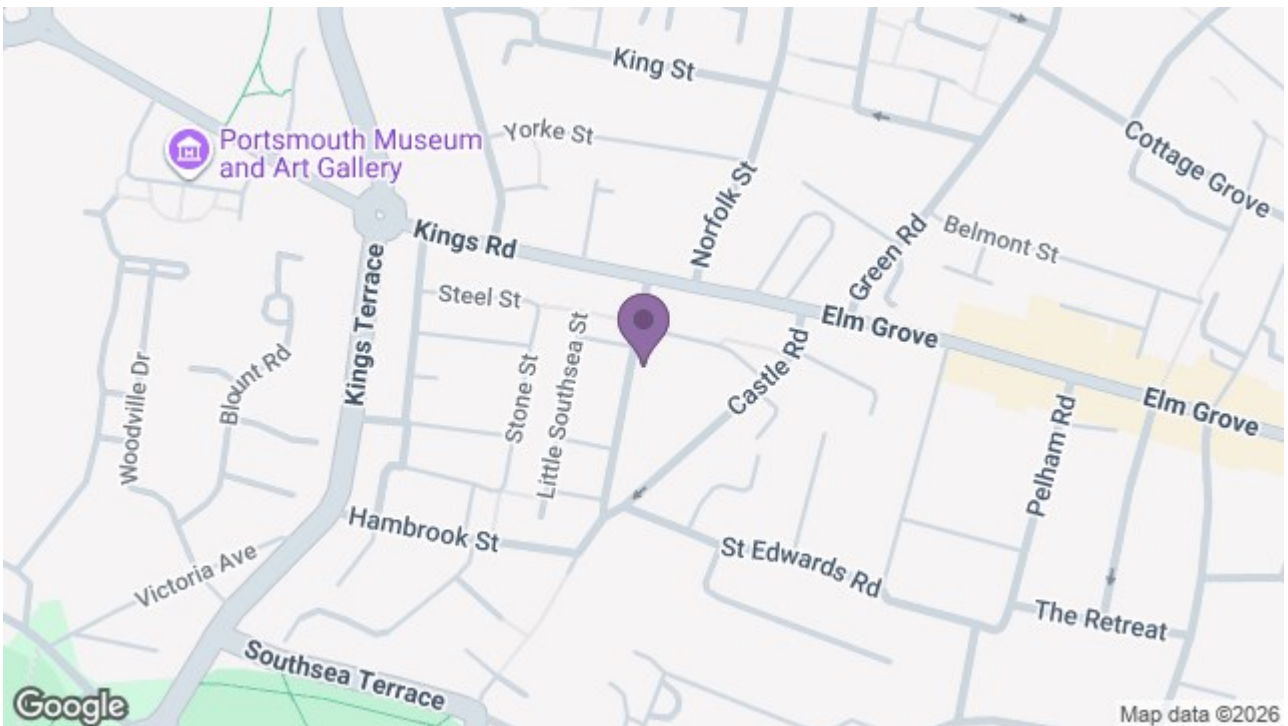 King St
Cottage Grove
Yorke St
Portsmouth Museum
and Art Gallery
Norfolk St
Kings Rd
Green Rd
Belmont St
Steel St
Kings Terrace
Elm Grove
Little Southsea St
Stone St
Castle Rd
Blount Rd
Woodville Dr
Elm Grove
Pelham Rd
Hambrook St
St Edwards Rd
Victoria Ave
The Retreat
Southsea Terrace
Google
Map data ©2026